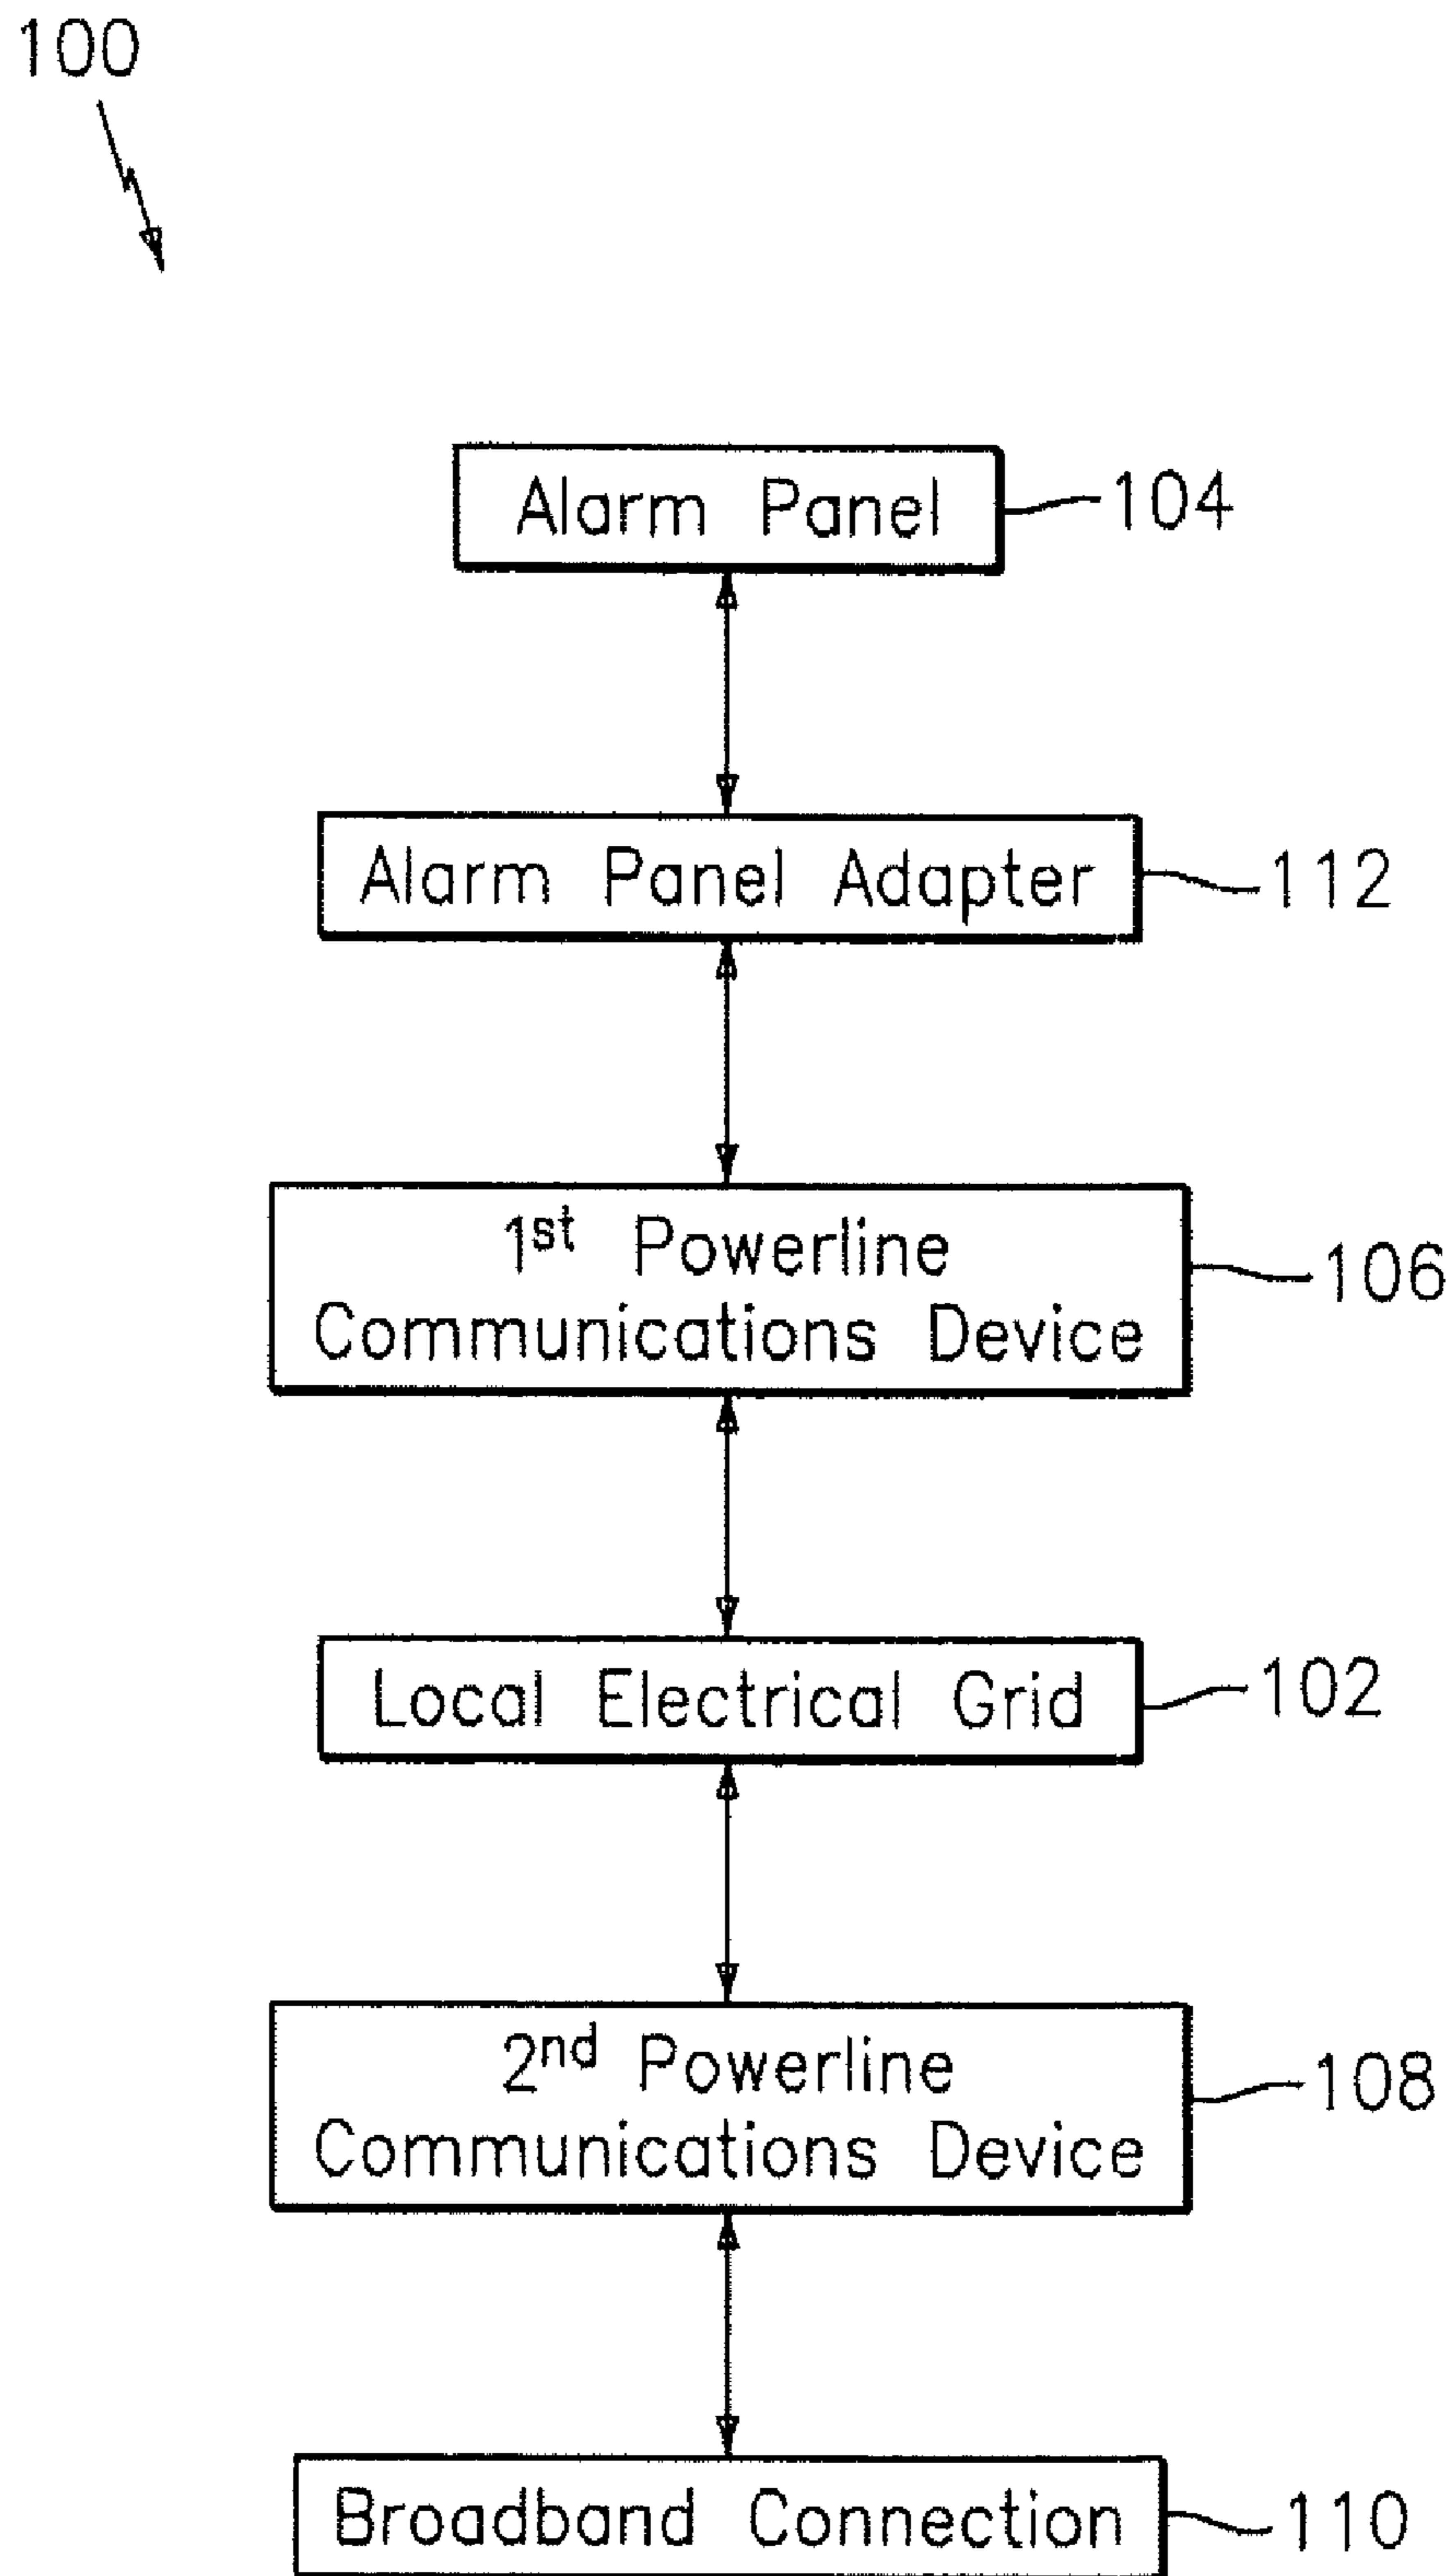 100
Alarm Panel
104
Alarm Panel Adapter
112
1st Powerline
Communications Device
106
Local Electrical Grid
102
2nd Powerline
Communications Device
108
Broadband Connection
110